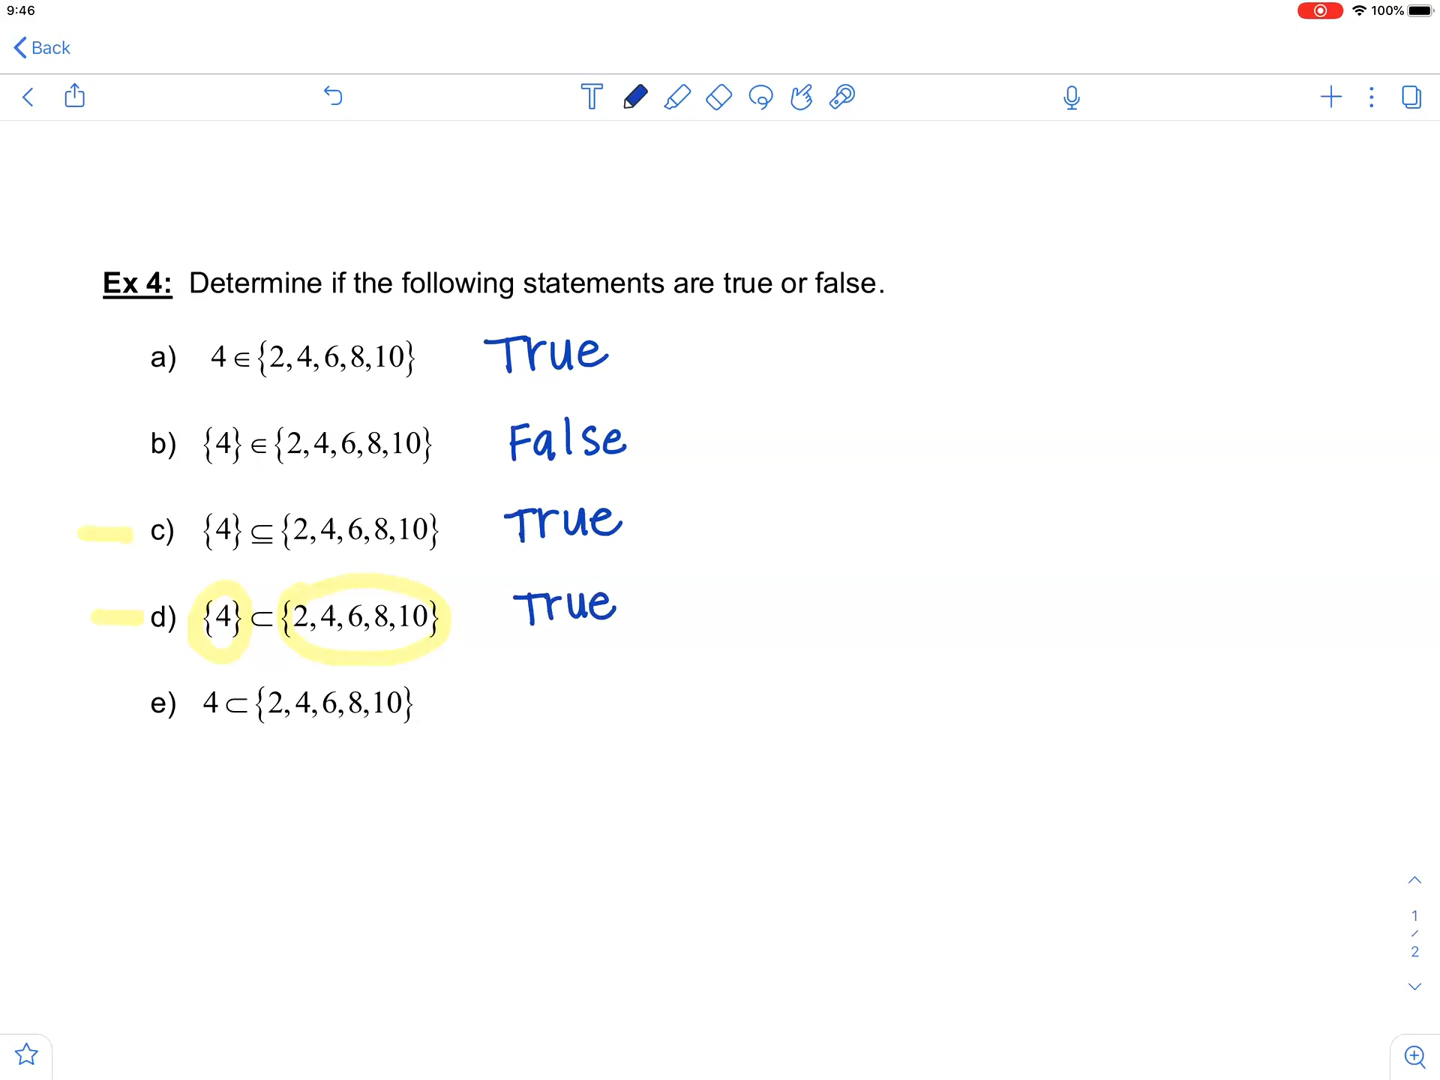 9:46
100%
Back
Ex 4: Determine if the following statements are true or false.
a) 4 ∈ {2, 4, 6, 8, 10} True
b) {4} ∈ {2, 4, 6, 8, 10} False
c) {4} ⊆ {2, 4, 6, 8, 10} True
d) {4} ⊂ {2, 4, 6, 8, 10} True
e) 4 ⊂ {2, 4, 6, 8, 10}
1
/
2